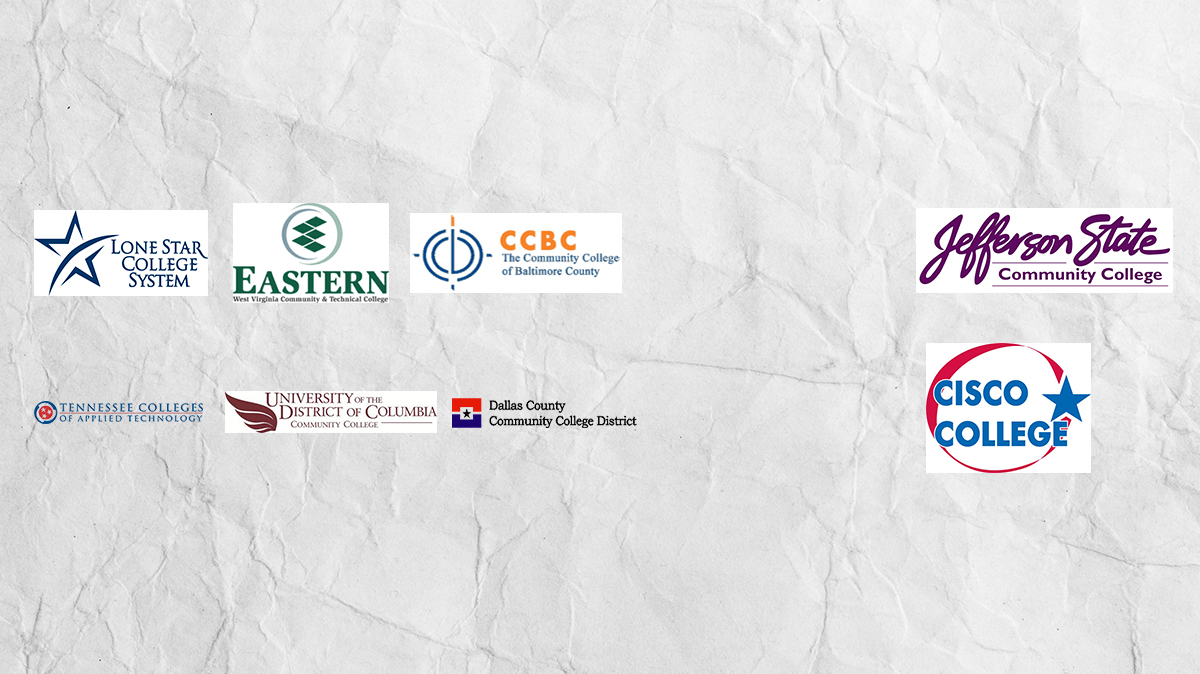 LONE STAR
COLLEGE
SYSTEM
EASTERN
West Virginia Community & Technical College
CCBC
The Community College
of Baltimore County
Jefferson State
Community College
TENNESSEE COLLEGES
OF APPLIED TECHNOLOGY
UNIVERSITY OF THE
DISTRICT OF COLUMBIA
COMMUNITY COLLEGE
Dallas County
Community College District
CISCO
COLLEGE